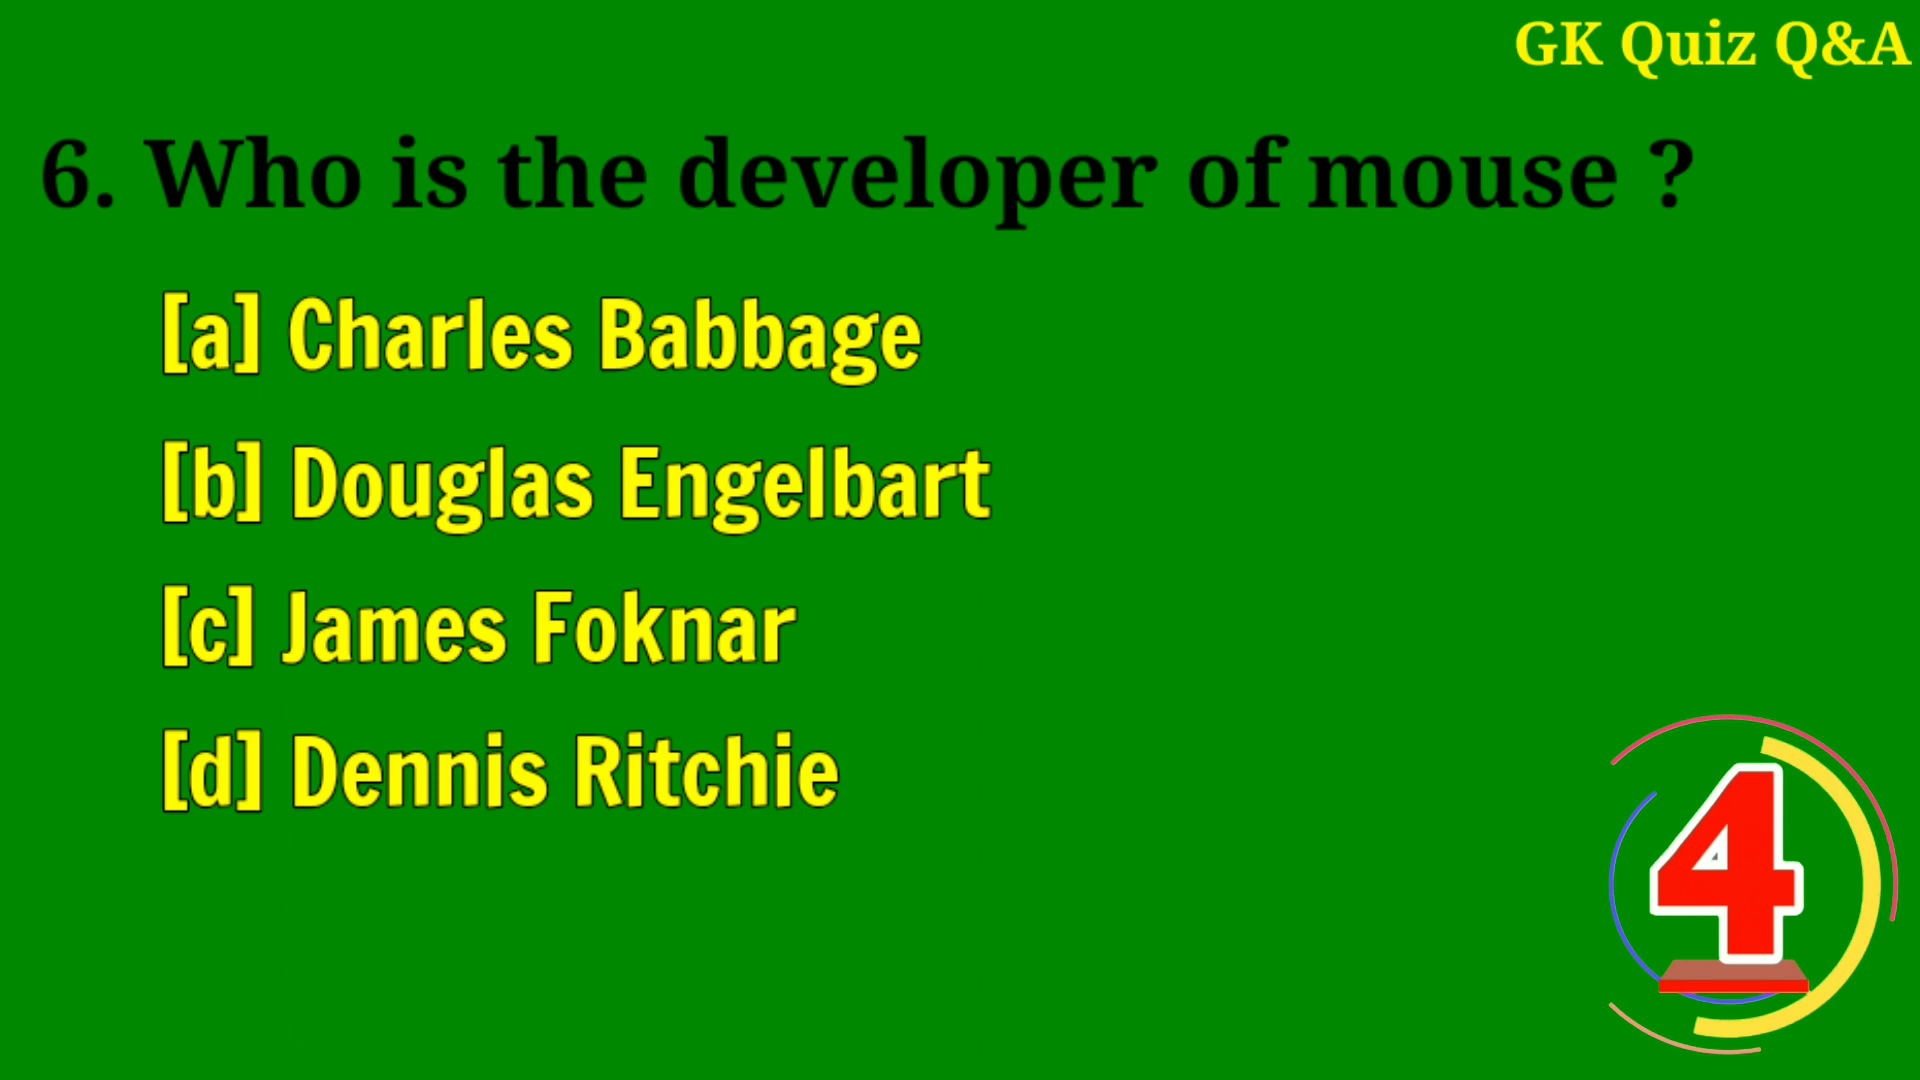 GK Quiz Q&A
6. Who is the developer of mouse ?
[a] Charles Babbage
[b] Douglas Engelbart
[c] James Foknar
[d] Dennis Ritchie
4